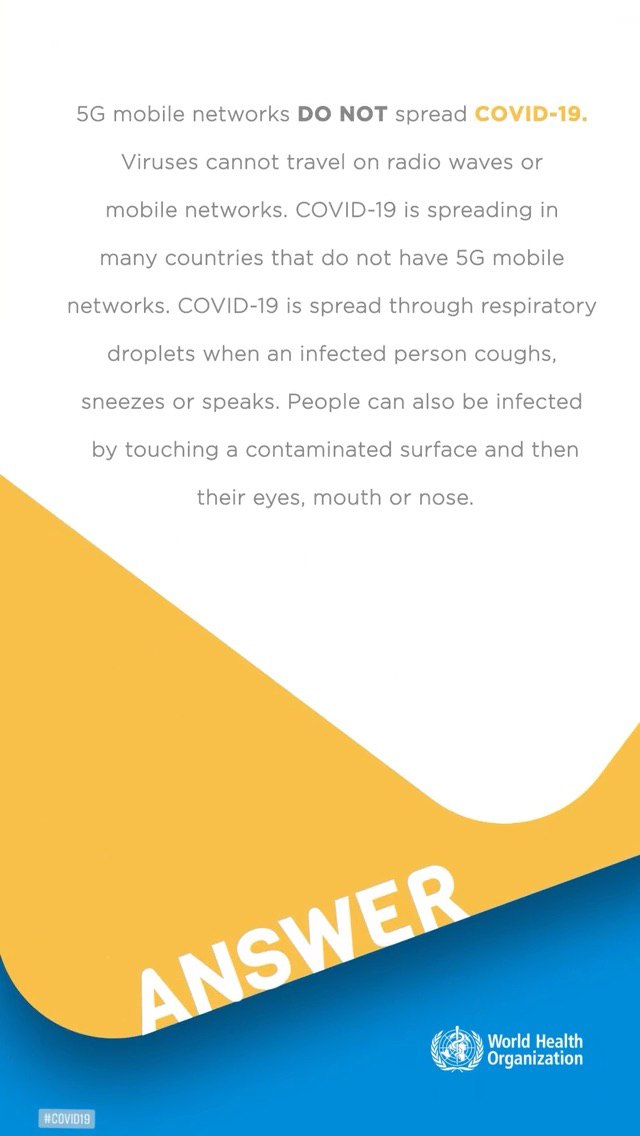 5G mobile networks DO NOT spread COVID-19.
Viruses cannot travel on radio waves or
mobile networks. COVID-19 is spreading in
many countries that do not have 5G mobile
networks. COVID-19 is spread through respiratory
droplets when an infected person coughs,
sneezes or speaks. People can also be infected
by touching a contaminated surface and then
their eyes, mouth or nose.
ANSWER
World Health
Organization
#COVID19